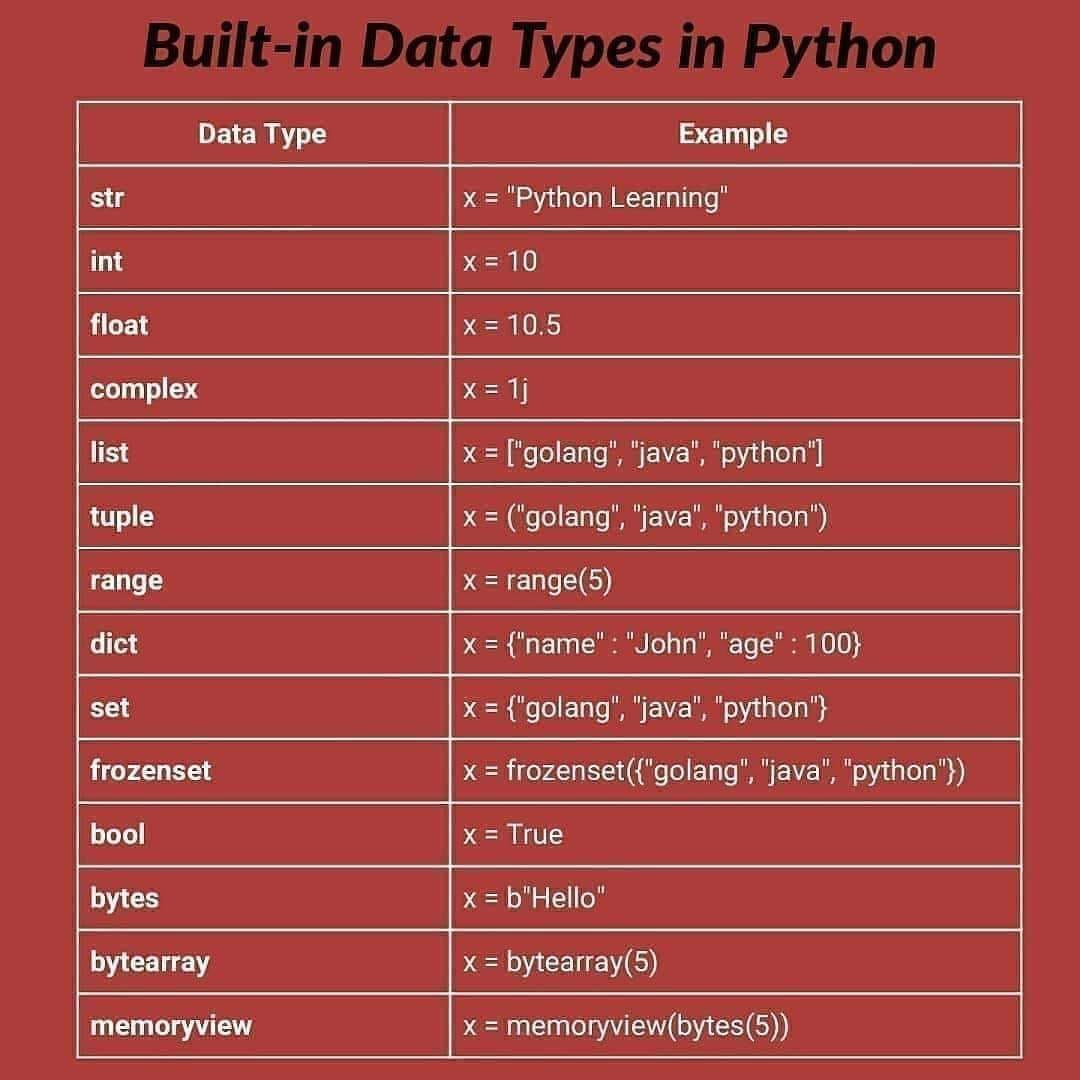 Built-in Data Types in Python
Data Type Example
str x = "Python Learning"
int x = 10
float x = 10.5
complex x = 1j
list x = ["golang", "java", "python"]
tuple x = ("golang", "java", "python")
range x = range(5)
dict x = {"name" : "John", "age" : 100}
set x = {"golang", "java", "python"}
frozenset x = frozenset({"golang", "java", "python"})
bool x = True
bytes x = b"Hello"
bytearray x = bytearray(5)
memoryview x = memoryview(bytes(5))